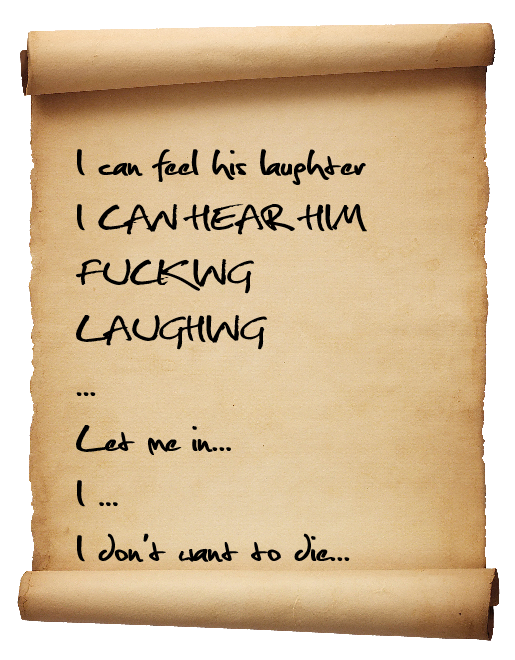 I can feel his laughter
I CAN HEAR HIM
FUCKING
LAUGHING
...
Let me in...
I ...
I don't want to die...